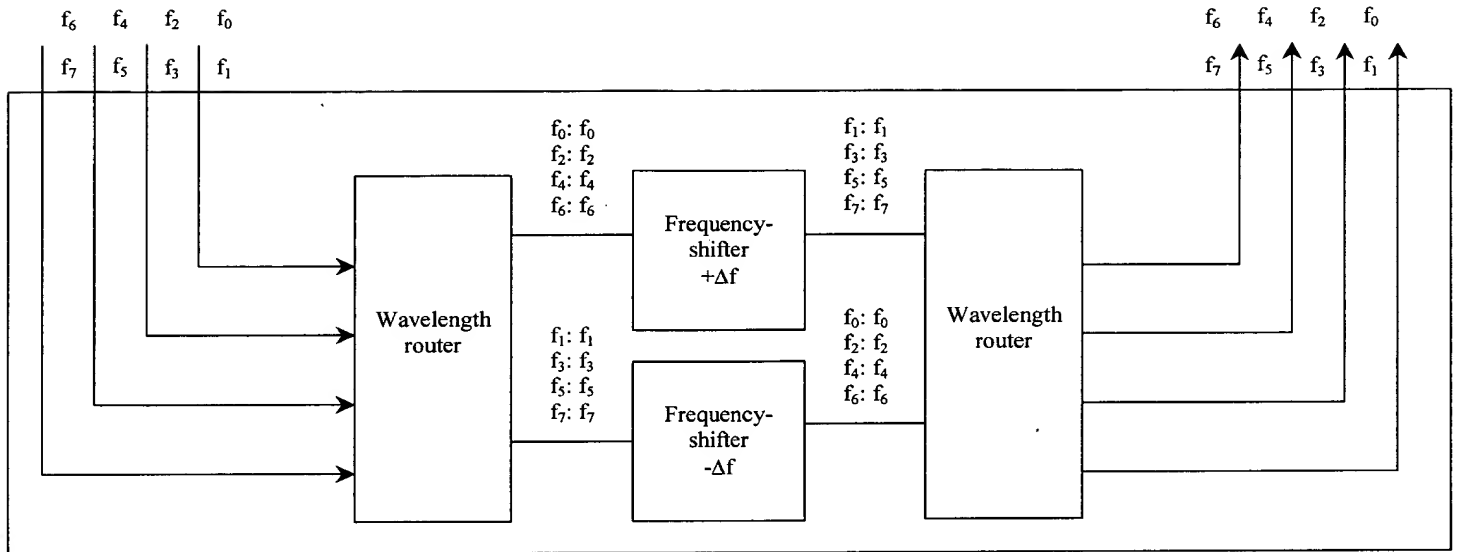 f₆ f₄ f₂ f₀
f₇ f₅ f₃ f₁
f₆ f₄ f₂ f₀
f₇ f₅ f₃ f₁
f₀: f₀
f₂: f₂
f₄: f₄
f₆: f₆
f₁: f₁
f₃: f₃
f₅: f₅
f₇: f₇
Frequency-
shifter
+Δf
Wavelength
router
Wavelength
router
f₁: f₁
f₃: f₃
f₅: f₅
f₇: f₇
f₀: f₀
f₂: f₂
f₄: f₄
f₆: f₆
Frequency-
shifter
-Δf